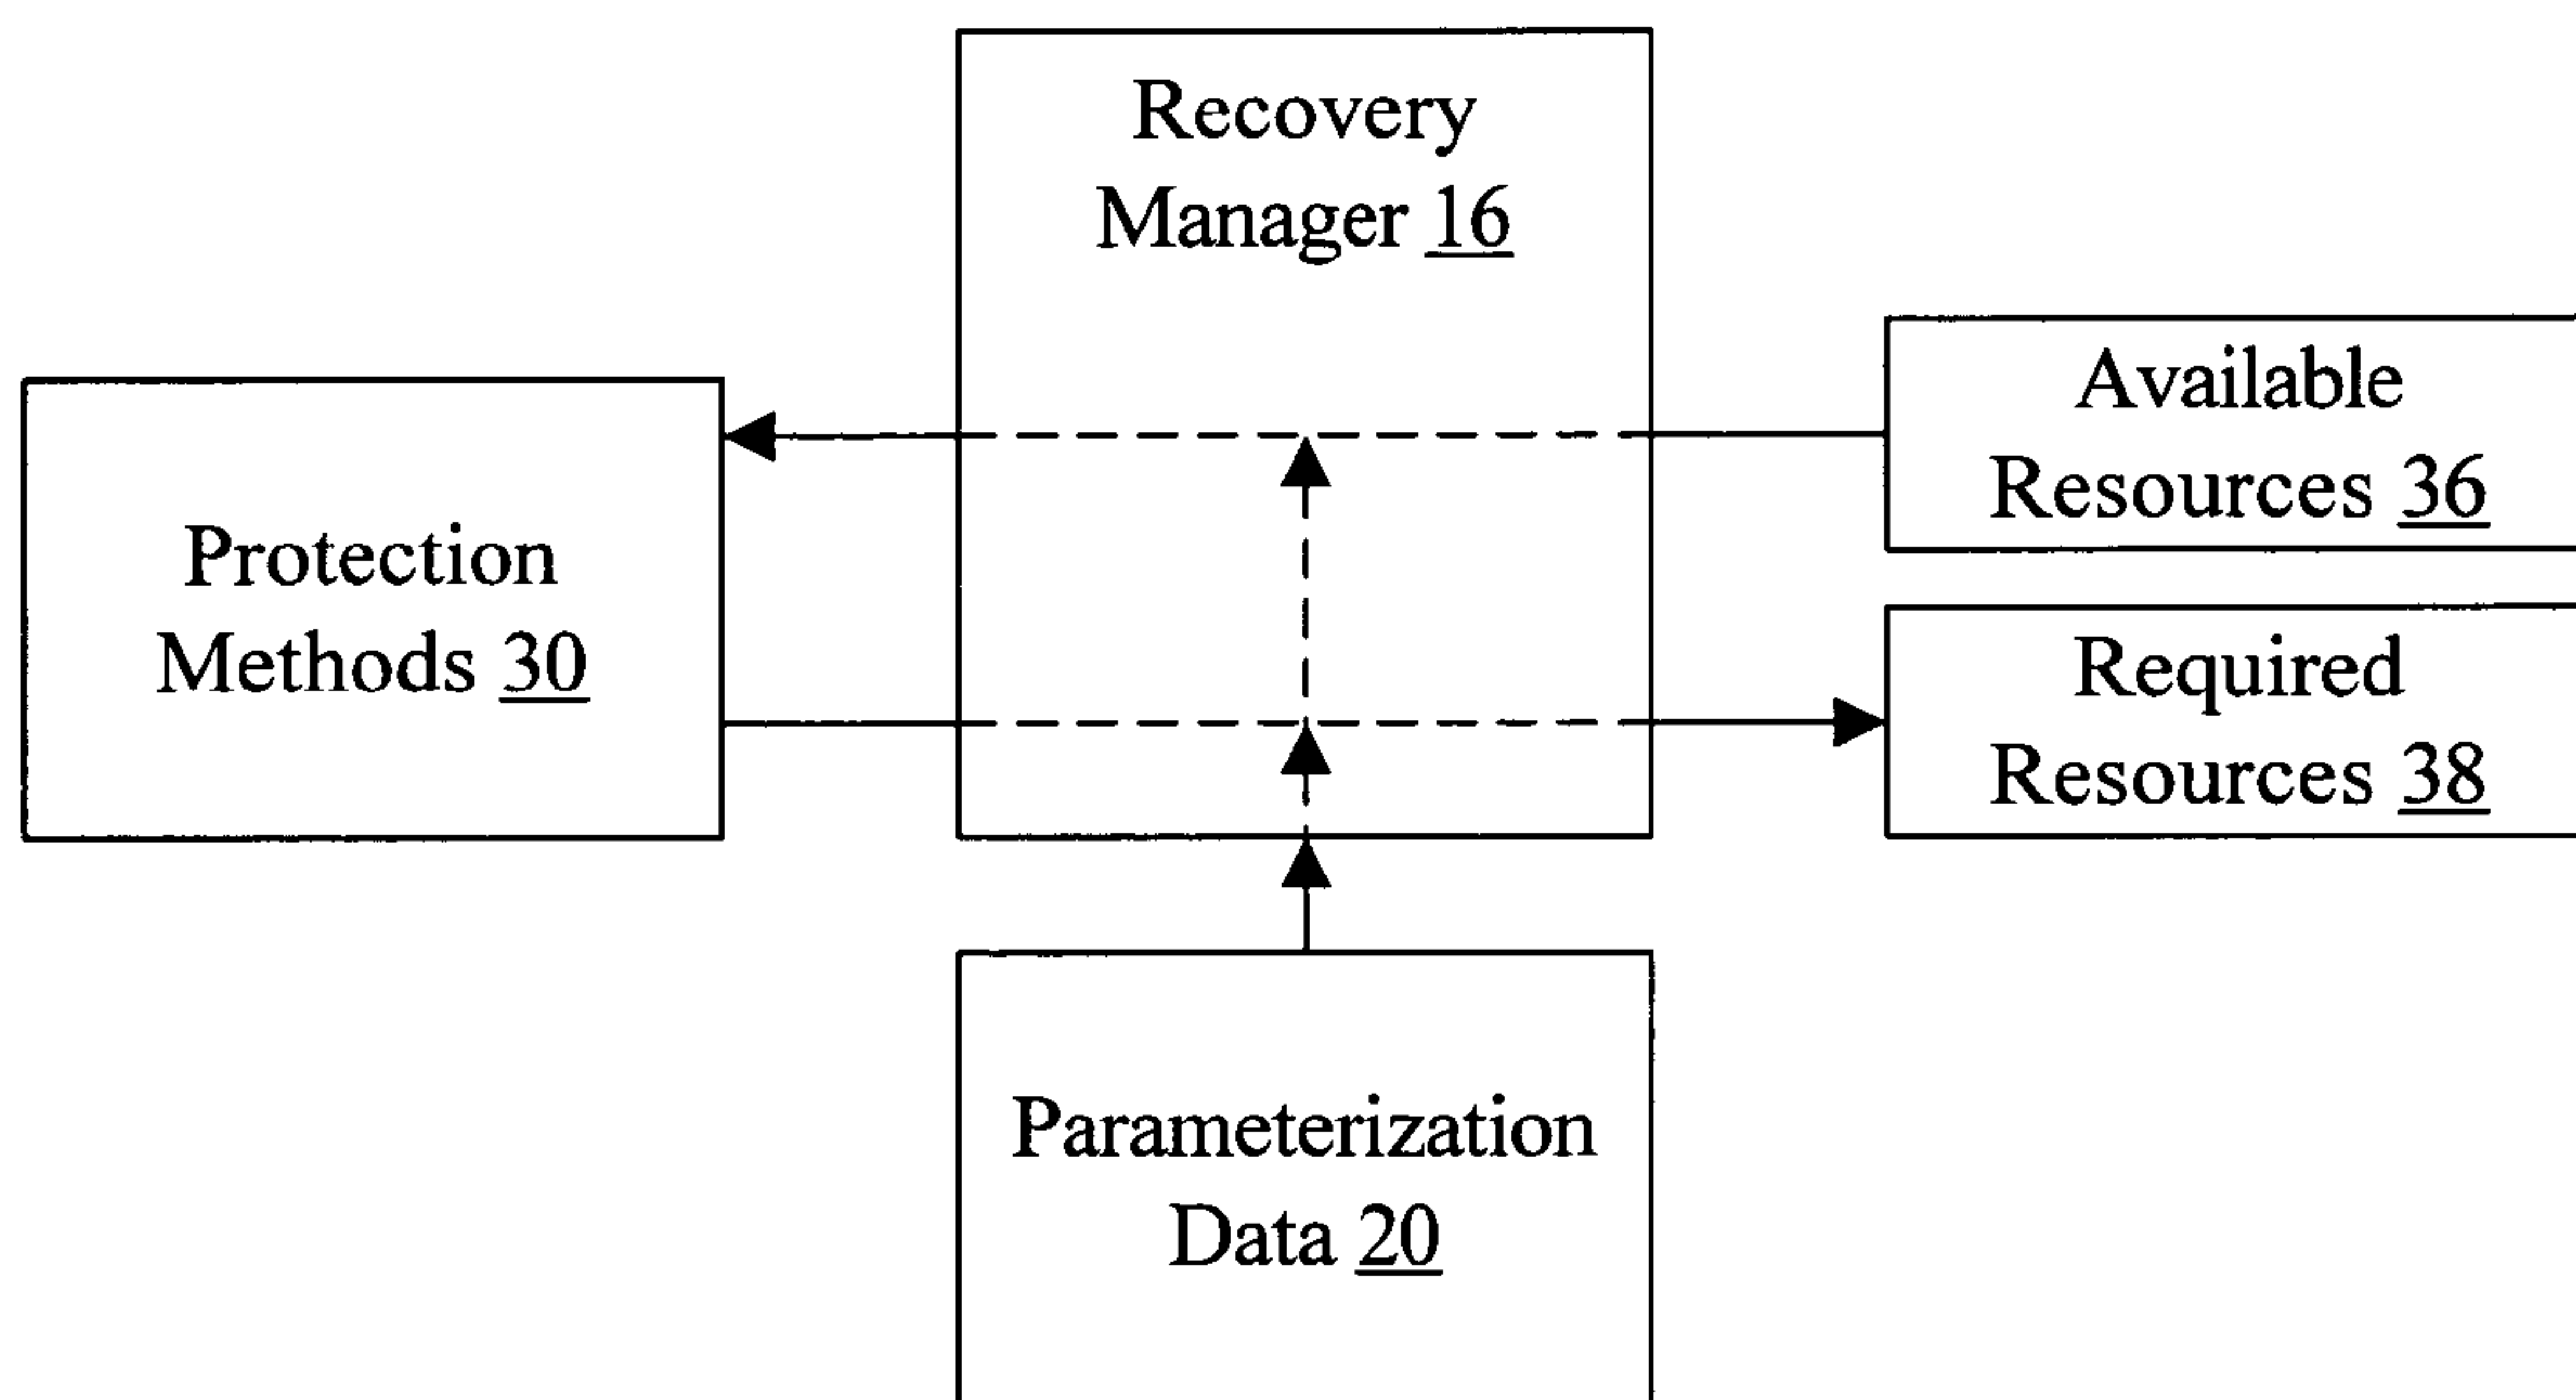 Recovery
Manager 16
Available
Resources 36
Protection
Methods 30
Required
Resources 38
Parameterization
Data 20